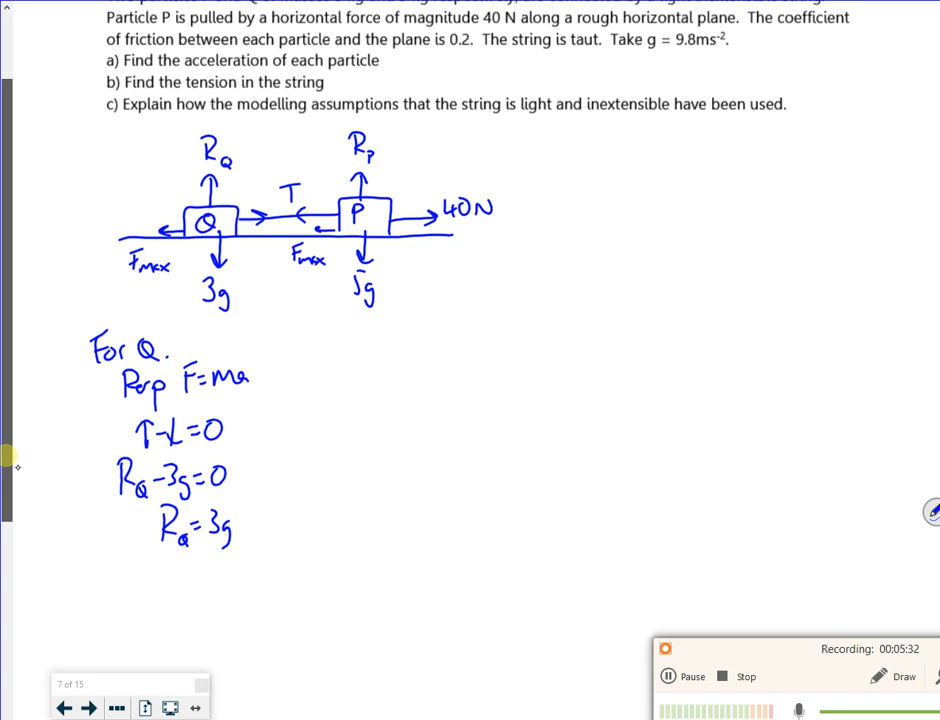 Particle P is pulled by a horizontal force of magnitude 40 N along a rough horizontal plane. The coefficient
of friction between each particle and the plane is 0.2. The string is taut. Take g = 9.8ms⁻².
a) Find the acceleration of each particle
b) Find the tension in the string
c) Explain how the modelling assumptions that the string is light and inextensible have been used.
R_Q
R_P
T
Q
P
40N
F_max
F_max
3g
5g
For Q.
Perp F=ma
↑-↓=0
R_Q-3g=0
R_Q=3g
Recording: 00:05:32
Pause Stop Draw
7 of 15